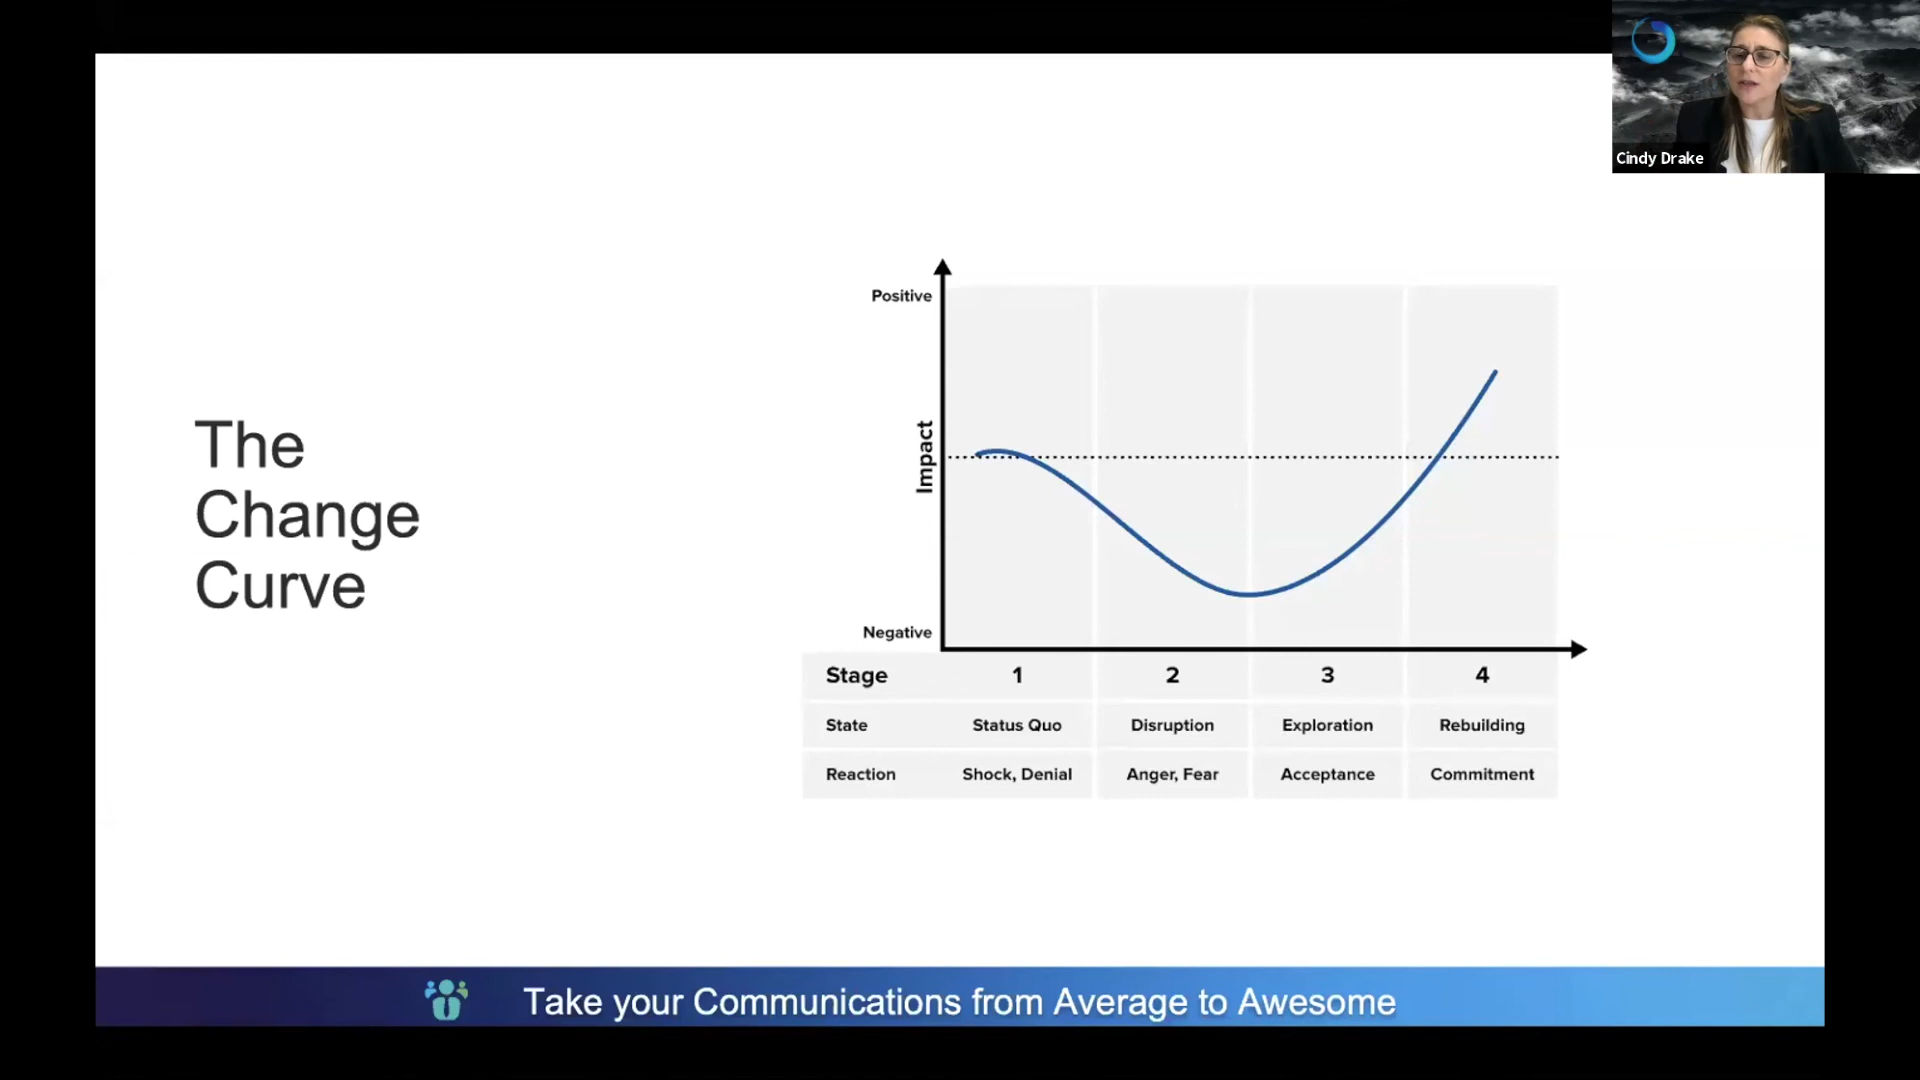 Cindy Drake
The
Change
Curve
Positive
Impact
Negative
Stage 1 2 3 4
State Status Quo Disruption Exploration Rebuilding
Reaction Shock, Denial Anger, Fear Acceptance Commitment
Take your Communications from Average to Awesome